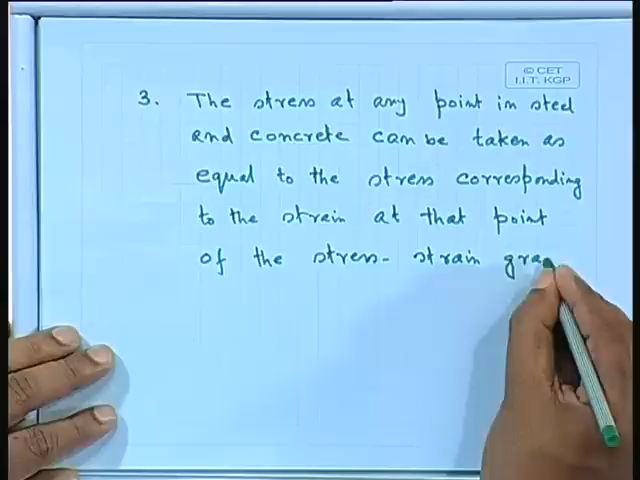 © CET
I.I.T. KGP
3. The stress at any point in steel
and concrete can be taken as
equal to the stress corresponding
to the strain at that point
of the stress-strain gra